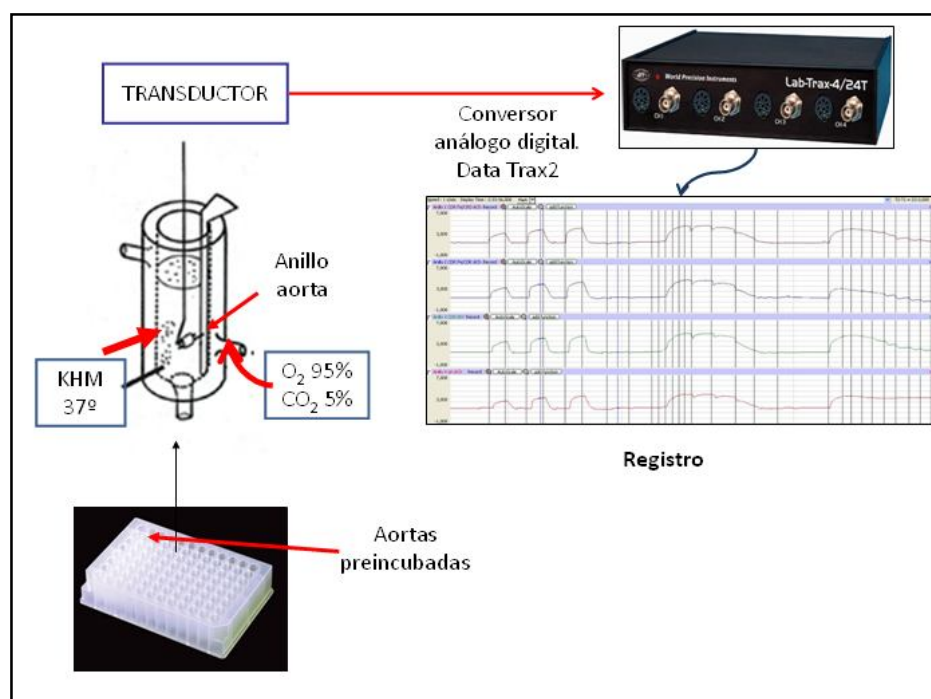 TRANSDUCTOR
World Precision Instruments
Lab-Trax-4/24T
Conversor
análogo digital.
Data Trax2
Anillo
aorta
KHM
37º
O₂ 95%
CO₂ 5%
Registro
Aortas
preincubadas